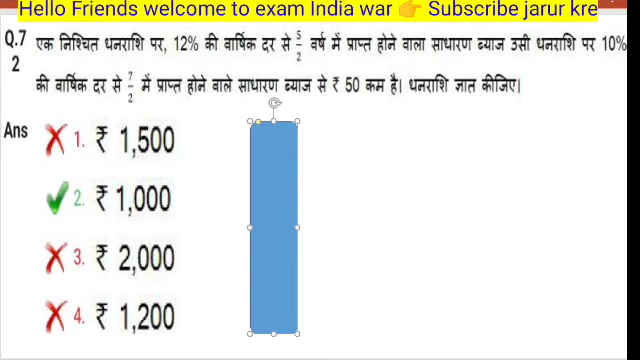 Hello Friends welcome to exam India war 👉 Subscribe jarur kre
Q.7 एक निश्चित धनराशि पर, 12% की वार्षिक दर से 5/2 वर्ष में प्राप्त होने वाला साधारण ब्याज उसी धनराशि पर 10%
2 की वार्षिक दर से 7/2 में प्राप्त होने वाले साधारण ब्याज से ₹ 50 कम है। धनराशि ज्ञात कीजिए।
Ans
1. ₹ 1,500
2. ₹ 1,000
3. ₹ 2,000
4. ₹ 1,200